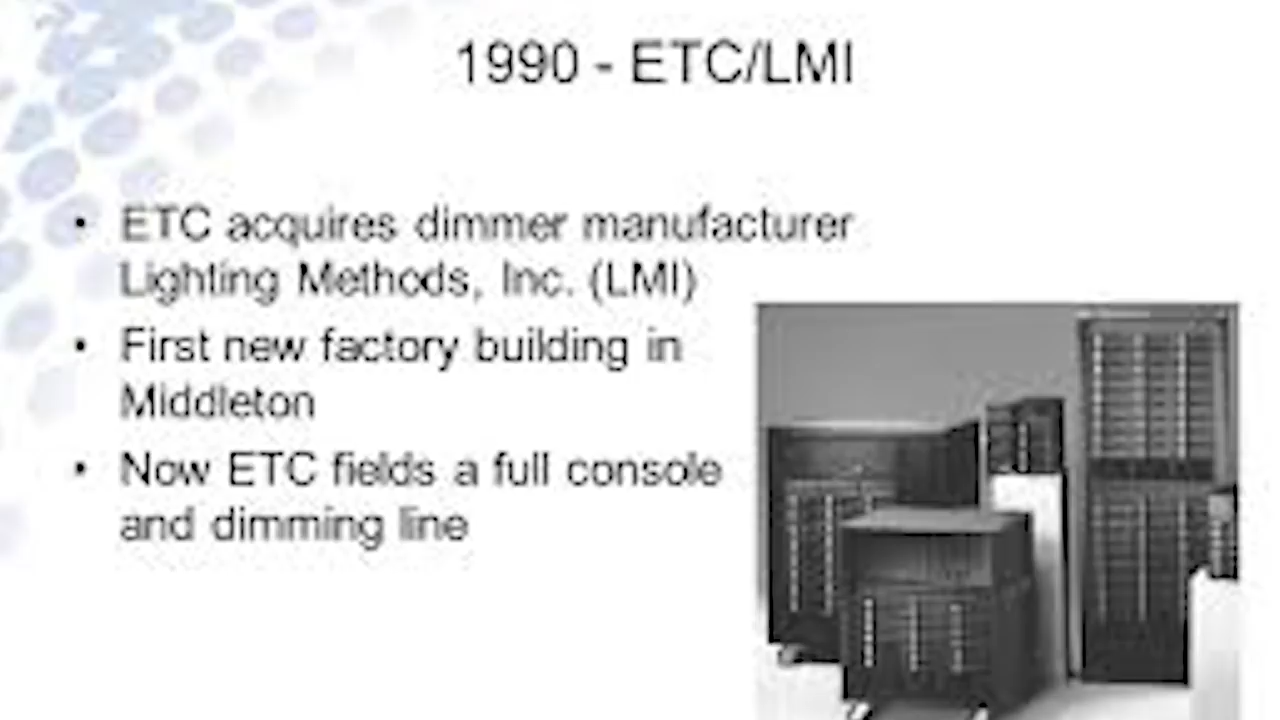 1990 - ETC/LMI
• ETC acquires dimmer manufacturer
Lighting Methods, Inc. (LMI)
• First new factory building in
Middleton
• Now ETC fields a full console
and dimming line